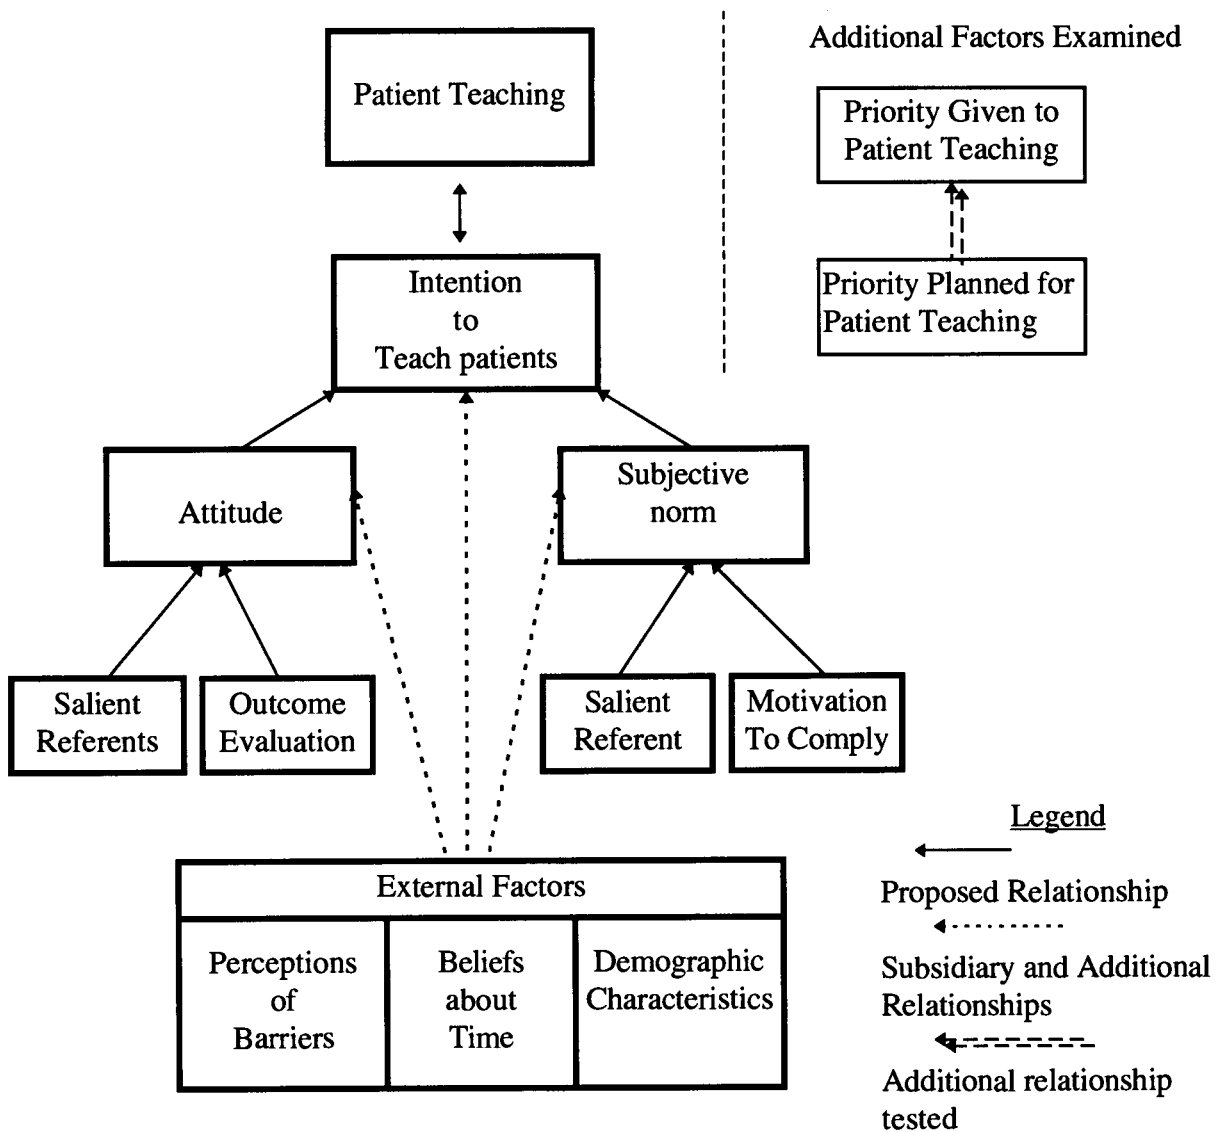 Patient Teaching
Additional Factors Examined
Priority Given to
Patient Teaching
Priority Planned for
Patient Teaching
Intention
to
Teach patients
Attitude
Subjective
norm
Salient
Referents
Outcome
Evaluation
Salient
Referent
Motivation
To Comply
External Factors
Perceptions
of
Barriers
Beliefs
about
Time
Demographic
Characteristics
Legend
Proposed Relationship
Subsidiary and Additional
Relationships
Additional relationship
tested